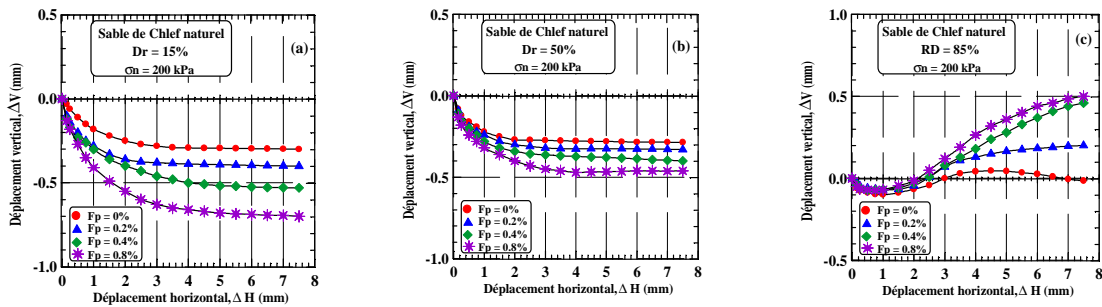 Sable de Chlef naturel
Dr = 15%
σn = 200 kPa
(a)
Déplacement vertical, ΔV (mm)
0.0
-0.5
-1.0
Fp = 0%
Fp = 0.2%
Fp = 0.4%
Fp = 0.8%
0 1 2 3 4 5 6 7 8
Déplacement horizontal, Δ H (mm)
Sable de Chlef naturel
Dr = 50%
σn = 200 kPa
(b)
Déplacement vertical, ΔV (mm)
0.0
-0.5
Fp = 0%
Fp = 0.2%
Fp = 0.4%
Fp = 0.8%
-1.0
0 1 2 3 4 5 6 7 8
Déplacement horizontal, Δ H (mm)
Sable de Chlef naturel
RD = 85%
σn = 200 kPa
(c)
Déplacement vertical, ΔV (mm)
1.0
0.5
0.0
Fp = 0%
Fp = 0.2%
Fp = 0.4%
Fp = 0.8%
-0.5
0 1 2 3 4 5 6 7 8
Déplacement horizontal, Δ H (mm)